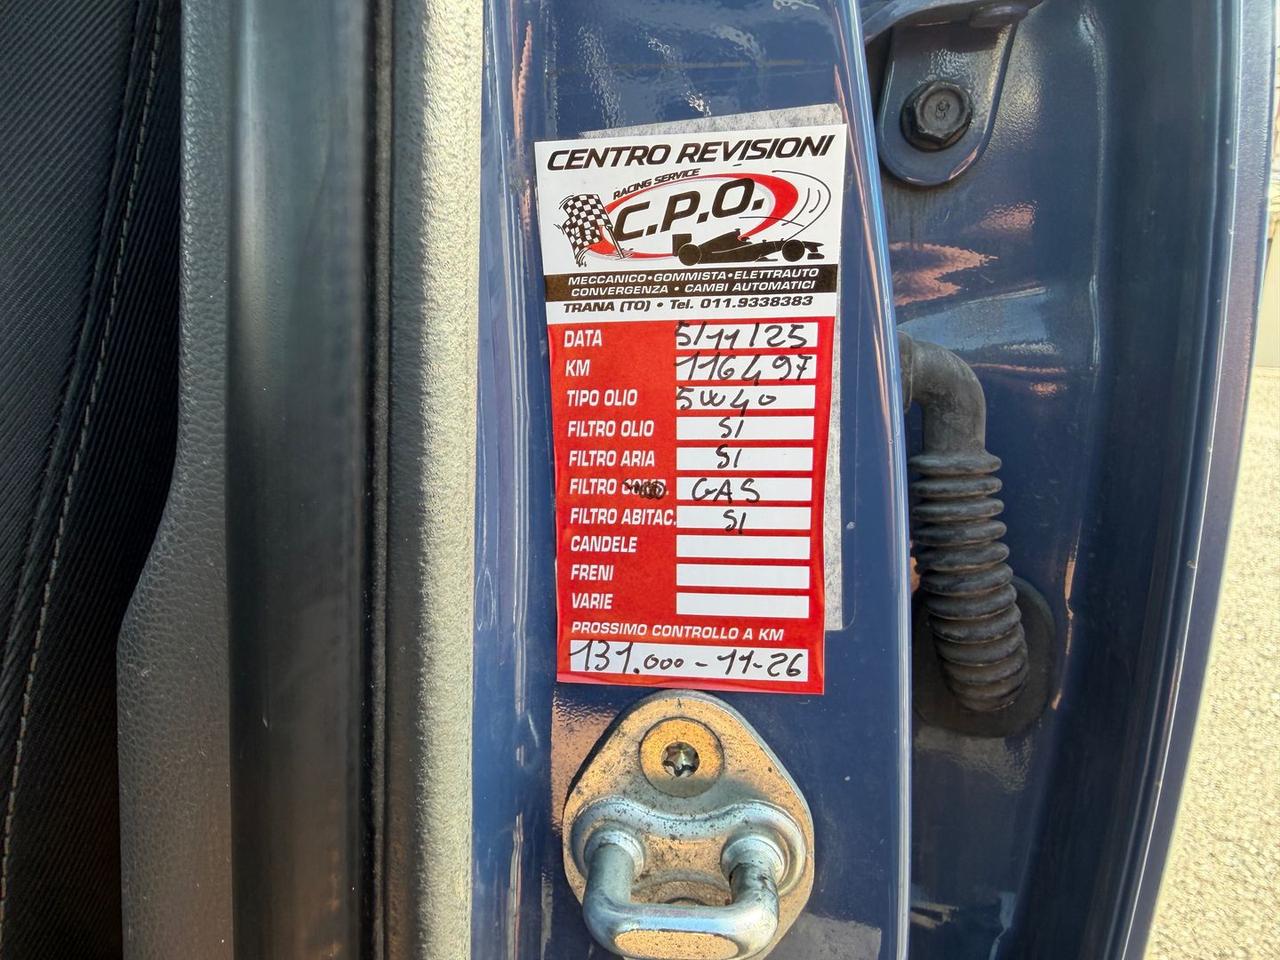 CENTRO REVISIONI
RACING SERVICE
C.P.O.
MECCANICO•GOMMISTA•ELETTRAUTO
CONVERGENZA • CAMBI AUTOMATICI
TRANA (TO) • Tel. 011.9338383
DATA 5/11/25
KM 116497
TIPO OLIO 5W40
FILTRO OLIO SI
FILTRO ARIA SI
FILTRO GAS
FILTRO ABITAC. SI
CANDELE
FRENI
VARIE
PROSSIMO CONTROLLO A KM
131.000-11-26